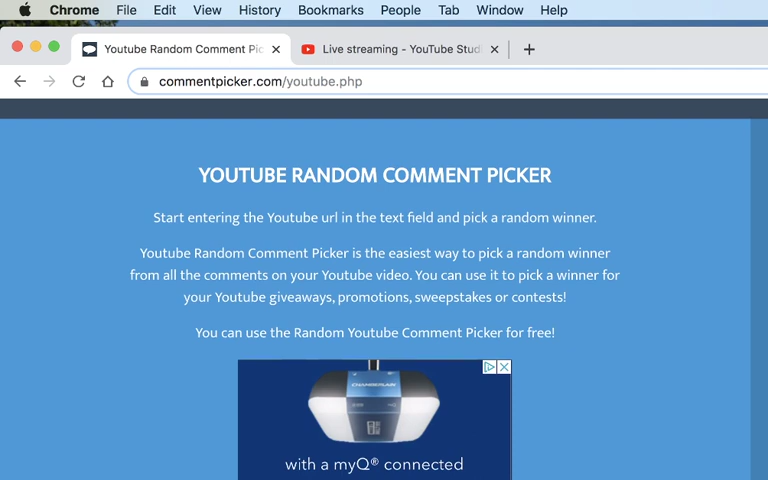 Chrome File Edit View History Bookmarks People Tab Window Help
Youtube Random Comment Pic Live streaming - YouTube Stud
commentpicker.com/youtube.php
YOUTUBE RANDOM COMMENT PICKER
Start entering the Youtube url in the text field and pick a random winner.
Youtube Random Comment Picker is the easiest way to pick a random winner
from all the comments on your Youtube video. You can use it to pick a winner for
your Youtube giveaways, promotions, sweepstakes or contests!
You can use the Random Youtube Comment Picker for free!
CHAMBERLAIN
with a myQ® connected